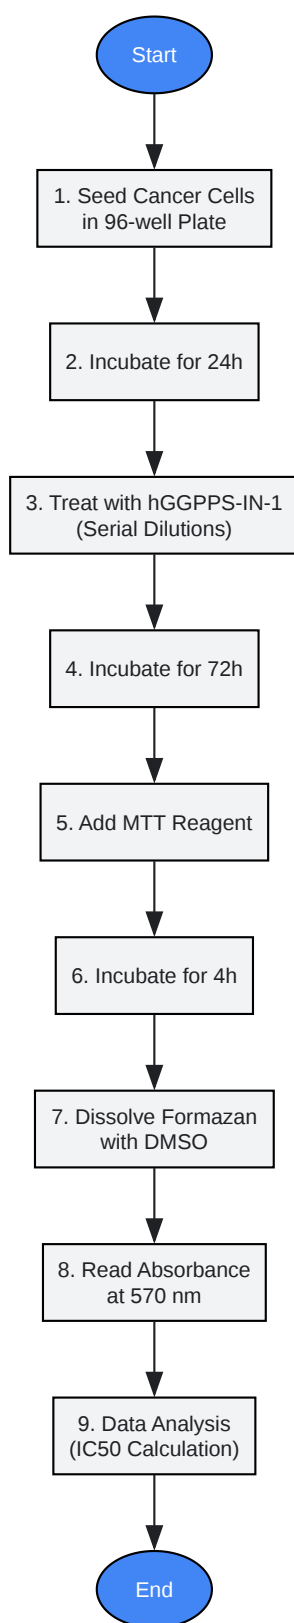 Start
1. Seed Cancer Cells
in 96-well Plate
2. Incubate for 24h
3. Treat with hGGPPS-IN-1
(Serial Dilutions)
4. Incubate for 72h
5. Add MTT Reagent
6. Incubate for 4h
7. Dissolve Formazan
with DMSO
8. Read Absorbance
at 570 nm
9. Data Analysis
(IC50 Calculation)
End